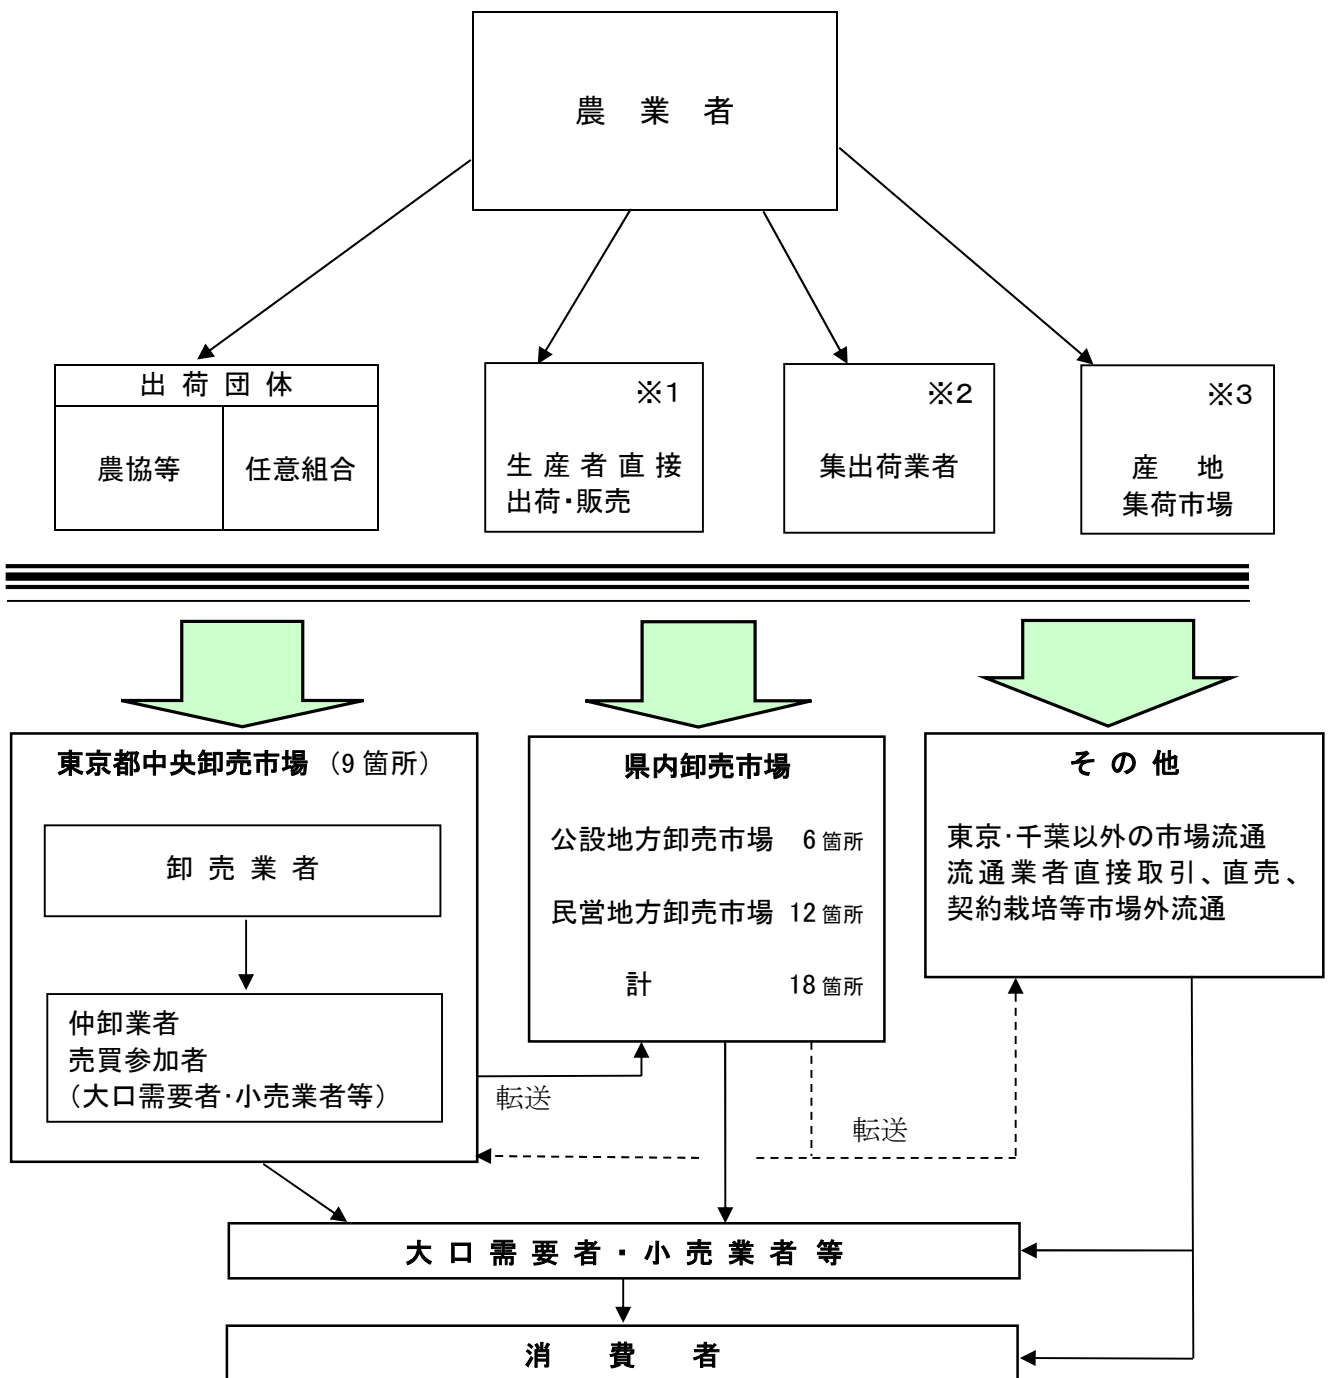 農業者
出荷団体
農協等
任意組合
※1
生産者直接
出荷・販売
※2
集出荷業者
※3
産地
集荷市場
東京都中央卸売市場（9箇所）
卸売業者
仲卸業者
売買参加者
（大口需要者・小売業者等）
県内卸売市場
公設地方卸売市場 6箇所
民営地方卸売市場 12箇所
計 18箇所
その他
東京・千葉以外の市場流通
流通業者直接取引、直売、
契約栽培等市場外流通
転送
転送
大口需要者・小売業者等
消費者